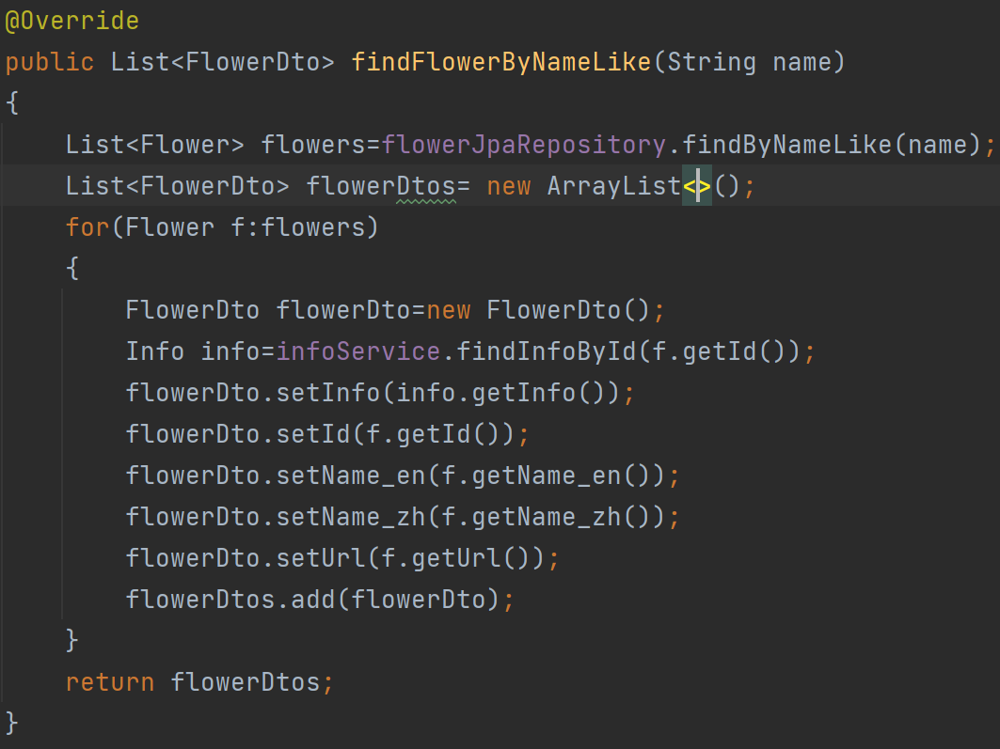 @Override
public List<FlowerDto> findFlowerByNameLike(String name)
{
    List<Flower> flowers=flowerJpaRepository.findByNameLike(name);
    List<FlowerDto> flowerDtos= new ArrayList<>();
    for(Flower f:flowers)
    {
        FlowerDto flowerDto=new FlowerDto();
        Info info=infoService.findInfoById(f.getId());
        flowerDto.setInfo(info.getInfo());
        flowerDto.setId(f.getId());
        flowerDto.setName_en(f.getName_en());
        flowerDto.setName_zh(f.getName_zh());
        flowerDto.setUrl(f.getUrl());
        flowerDtos.add(flowerDto);
    }
    return flowerDtos;
}